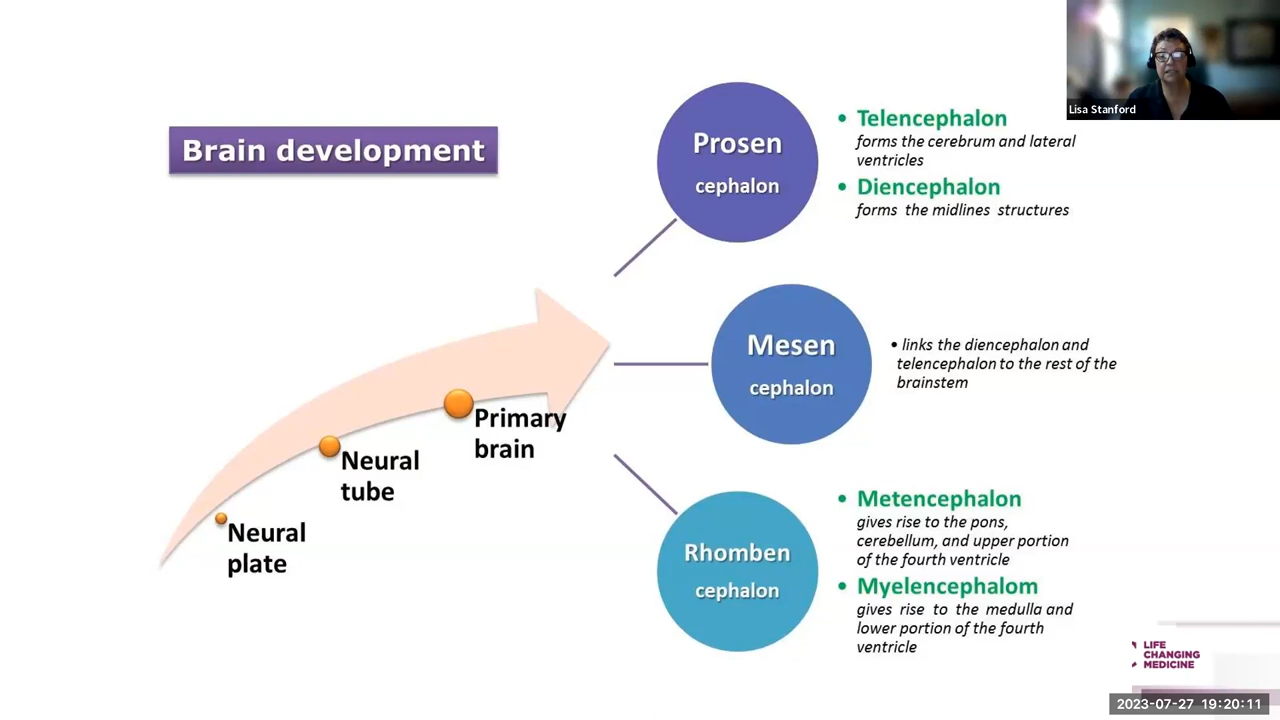 Lisa Stanford
Brain development
Prosen
cephalon
• Telencephalon
forms the cerebrum and lateral
ventricles
• Diencephalon
forms the midlines structures
Mesen
cephalon
• links the diencephalon and
telencephalon to the rest of the
brainstem
Primary
brain
Neural
tube
Neural
plate
Rhomben
cephalon
• Metencephalon
gives rise to the pons,
cerebellum, and upper portion
of the fourth ventricle
• Myelencephalom
gives rise to the medulla and
lower portion of the fourth
ventricle
LIFE
CHANGING
MEDICINE
2023-07-27 19:20:11